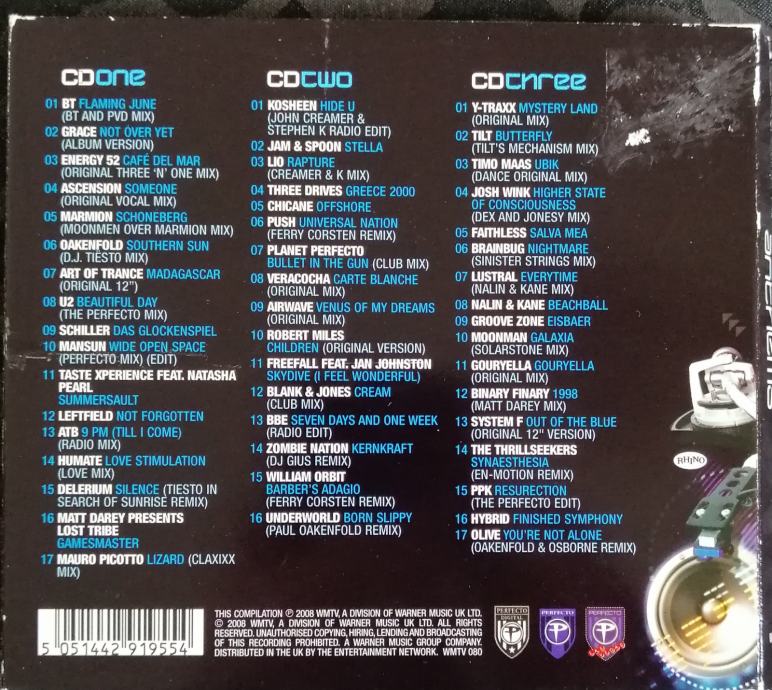 CDONE
01 BT FLAMING JUNE
(BT AND PVD MIX)
02 GRACE NOT OVER YET
(ALBUM VERSION)
03 ENERGY 52 CAFÉ DEL MAR
(ORIGINAL THREE 'N' ONE MIX)
04 ASCENSION SOMEONE
(ORIGINAL VOCAL MIX)
05 MARMION SCHONEBERG
(MOONMEN OVER MARMION MIX)
06 OAKENFOLD SOUTHERN SUN
(D.J. TIËSTO MIX)
07 ART OF TRANCE MADAGASCAR
(ORIGINAL 12")
08 U2 BEAUTIFUL DAY
(THE PERFECTO MIX)
09 SCHILLER DAS GLOCKENSPIEL
10 MANSUN WIDE OPEN SPACE
(PERFECTO MIX) (EDIT)
11 TASTE XPERIENCE FEAT. NATASHA
PEARL
SUMMERSAULT
12 LEFTFIELD NOT FORGOTTEN
13 ATB 9 PM (TILL I COME)
(RADIO MIX)
14 HUMATE LOVE STIMULATION
(LOVE MIX)
15 DELERIUM SILENCE (TIESTO IN
SEARCH OF SUNRISE REMIX)
16 MATT DAREY PRESENTS
LOST TRIBE
GAMESMASTER
17 MAURO PICOTTO LIZARD (CLAXIXX
MIX)
CDTWO
01 KOSHEEN HIDE U
(JOHN CREAMER &
STEPHEN K RADIO EDIT)
02 JAM & SPOON STELLA
03 LIO RAPTURE
(CREAMER & K MIX)
04 THREE DRIVES GREECE 2000
05 CHICANE OFFSHORE
06 PUSH UNIVERSAL NATION
(FERRY CORSTEN REMIX)
07 PLANET PERFECTO
BULLET IN THE GUN (CLUB MIX)
08 VERACOCHA CARTE BLANCHE
(ORIGINAL MIX)
09 AIRWAVE VENUS OF MY DREAMS
(ORIGINAL MIX)
10 ROBERT MILES
CHILDREN (ORIGINAL VERSION)
11 FREEFALL FEAT. JAN JOHNSTON
SKYDIVE (I FEEL WONDERFUL)
12 BLANK & JONES CREAM
(CLUB MIX)
13 BBE SEVEN DAYS AND ONE WEEK
(RADIO EDIT)
14 ZOMBIE NATION KERNKRAFT
(DJ GIUS REMIX)
15 WILLIAM ORBIT
BARBER'S ADAGIO
(FERRY CORSTEN REMIX)
16 UNDERWORLD BORN SLIPPY
(PAUL OAKENFOLD REMIX)
CDTHREE
01 Y-TRAXX MYSTERY LAND
(ORIGINAL MIX)
02 TILT BUTTERFLY
(TILT'S MECHANISM MIX)
03 TIMO MAAS UBIK
(DANCE ORIGINAL MIX)
04 JOSH WINK HIGHER STATE
OF CONSCIOUSNESS
(DEX AND JONESY MIX)
05 FAITHLESS SALVA MEA
06 BRAINBUG NIGHTMARE
(SINISTER STRINGS MIX)
07 LUSTRAL EVERYTIME
(NALIN & KANE MIX)
08 NALIN & KANE BEACHBALL
09 GROOVE ZONE EISBAER
10 MOONMAN GALAXIA
(SOLARSTONE MIX)
11 GOURYELLA GOURYELLA
(ORIGINAL MIX)
12 BINARY FINARY 1998
(MATT DAREY MIX)
13 SYSTEM F OUT OF THE BLUE
(ORIGINAL 12" VERSION)
14 THE THRILLSEEKERS
SYNAESTHESIA
(EN-MOTION REMIX)
15 PPK RESURECTION
(THE PERFECTO EDIT)
16 HYBRID FINISHED SYMPHONY
17 OLIVE YOU'RE NOT ALONE
(OAKENFOLD & OSBORNE REMIX)
RHINO
5 051442 919554
THIS COMPILATION ℗ 2008 WMTV, A DIVISION OF WARNER MUSIC UK LTD.
© 2008 WMTV, A DIVISION OF WARNER MUSIC UK LTD. ALL RIGHTS
RESERVED. UNAUTHORISED COPYING, HIRING, LENDING AND BROADCASTING
OF THIS RECORDING PROHIBITED. A WARNER MUSIC GROUP COMPANY.
DISTRIBUTED IN THE UK BY THE ENTERTAINMENT NETWORK. WMTV 080
PERFECTO
DIGITAL
PERFECTO
PERFECTO